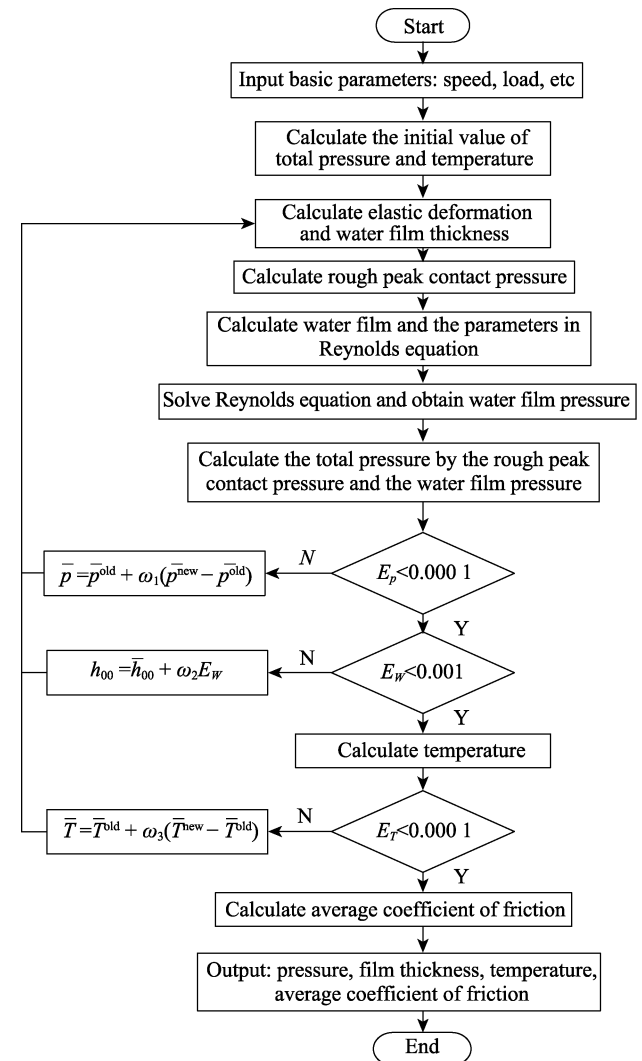 Start
Input basic parameters: speed, load, etc
Calculate the initial value of
total pressure and temperature
Calculate elastic deformation
and water film thickness
Calculate rough peak contact pressure
Calculate water film and the parameters in
Reynolds equation
Solve Reynolds equation and obtain water film pressure
Calculate the total pressure by the rough peak
contact pressure and the water film pressure
p̅ =p̅ᵒˡᵈ + ω₁(p̅ⁿᵉʷ − p̅ᵒˡᵈ)
N
Eₚ<0.000 1
Y
h₀₀ =h̅₀₀ + ω₂E_W
N
E_W<0.001
Y
Calculate temperature
T̅ =T̅ᵒˡᵈ + ω₃(T̅ⁿᵉʷ − T̅ᵒˡᵈ)
N
E_T<0.000 1
Y
Calculate average coefficient of friction
Output: pressure, film thickness, temperature,
average coefficient of friction
End